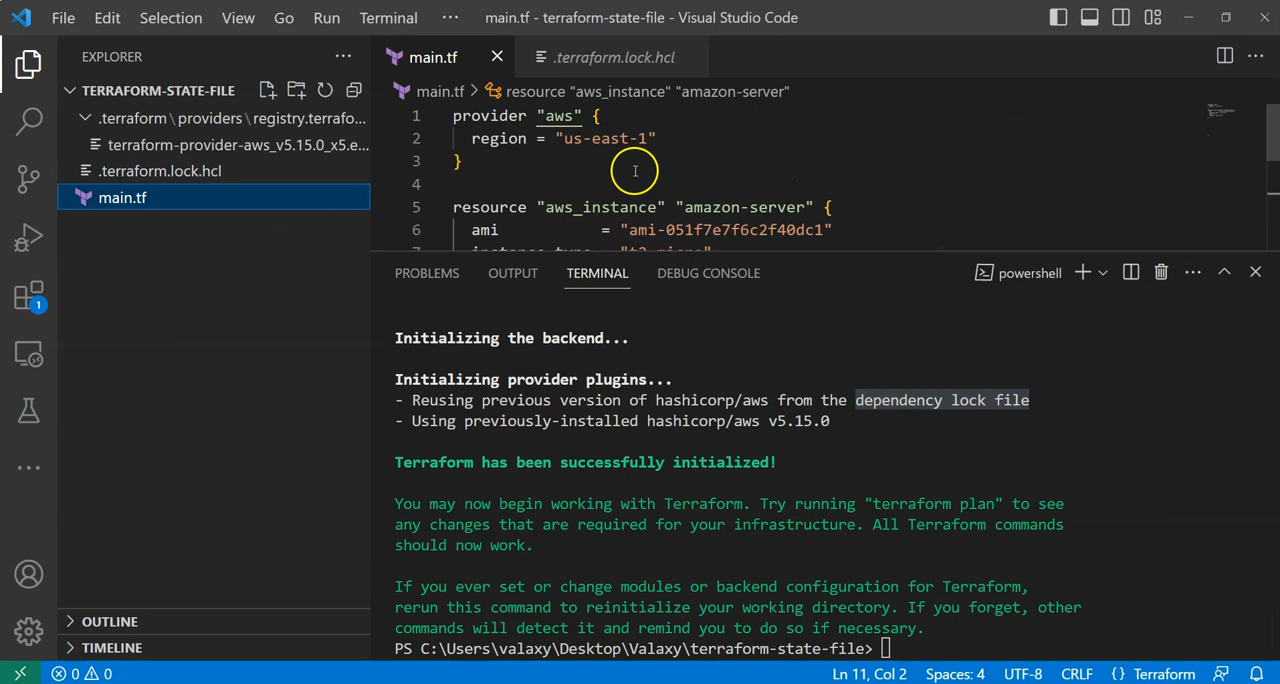 File Edit Selection View Go Run Terminal ··· main.tf - terraform-state-file - Visual Studio Code
EXPLORER ···
TERRAFORM-STATE-FILE
.terraform\providers\registry.terrafo...
terraform-provider-aws_v5.15.0_x5.e...
.terraform.lock.hcl
main.tf
1
OUTLINE
TIMELINE
main.tf .terraform.lock.hcl
main.tf > resource "aws_instance" "amazon-server"
1 provider "aws" {
2 region = "us-east-1"
3 }
4
5 resource "aws_instance" "amazon-server" {
6 ami = "ami-051f7e7f6c2f40dc1"
7 instance_type = "t2.micro"
PROBLEMS OUTPUT TERMINAL DEBUG CONSOLE powershell
Initializing the backend...
Initializing provider plugins...
- Reusing previous version of hashicorp/aws from the dependency lock file
- Using previously-installed hashicorp/aws v5.15.0
Terraform has been successfully initialized!
You may now begin working with Terraform. Try running "terraform plan" to see
any changes that are required for your infrastructure. All Terraform commands
should now work.
If you ever set or change modules or backend configuration for Terraform,
rerun this command to reinitialize your working directory. If you forget, other
commands will detect it and remind you to do so if necessary.
PS C:\Users\valaxy\Desktop\Valaxy\terraform-state-file>
0 0 Ln 11, Col 2 Spaces: 4 UTF-8 CRLF {} Terraform